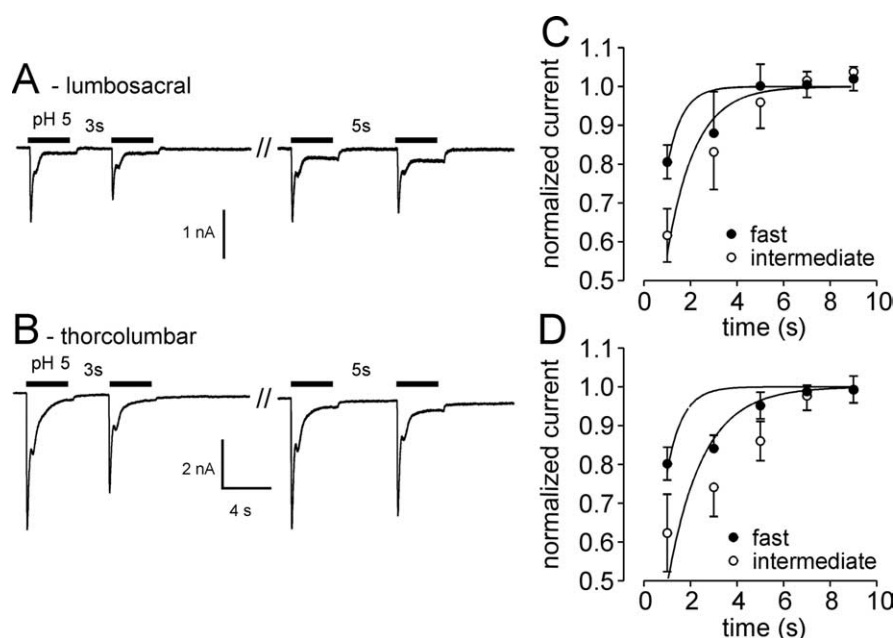 A - lumbosacral
pH 5 3s 5s
//
1 nA
B - thorcolumbar
pH 5 3s 5s
//
2 nA
4 s
C
normalized current
1.1
1.0
0.9
0.8
0.7
0.6
0.5
fast
intermediate
0 2 4 6 8 10
time (s)
D
normalized current
1.1
1.0
0.9
0.8
0.7
0.6
0.5
fast
intermediate
0 2 4 6 8 10
time (s)